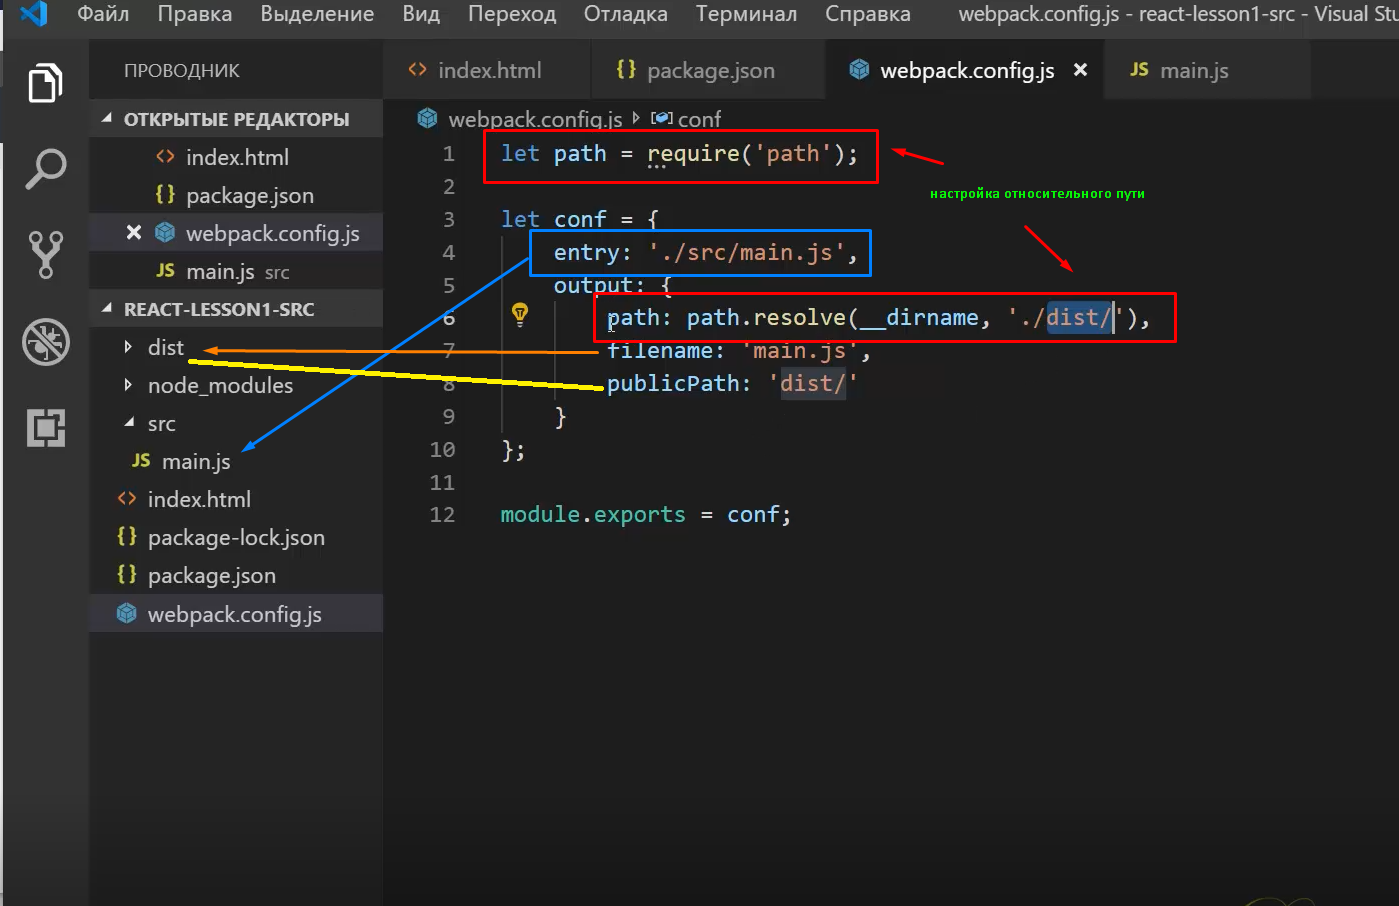 Файл Правка Выделение Вид Переход Отладка Терминал Справка webpack.config.js - react-lesson1-src - Visual Stu
ПРОВОДНИК
ОТКРЫТЫЕ РЕДАКТОРЫ
index.html
package.json
webpack.config.js
JS main.js src
REACT-LESSON1-SRC
dist
node_modules
src
JS main.js
index.html
package-lock.json
package.json
webpack.config.js
index.html package.json webpack.config.js JS main.js
webpack.config.js conf
1 let path = require('path');
2
3 let conf = {
4 entry: './src/main.js',
5 output: {
6 path: path.resolve(__dirname, './dist/'),
7 filename: 'main.js',
8 publicPath: 'dist/'
9 }
10 };
11
12 module.exports = conf;
настройка относительного пути